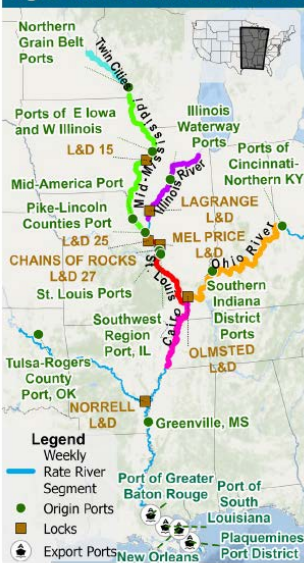 Northern
Grain Belt
Ports
Twin Cities
Mid-Mississippi
Ports of E Iowa
and W Illinois
Illinois
Waterway
Ports
L&D 15
Ports of
Cincinnati-
Northern KY
Illinois River
Mid-America Port
LAGRANGE
L&D
Pike-Lincoln
Counties Port
L&D 25
MEL PRICE
L&D
Ohio River
CHAINS OF ROCKS
L&D 27
St. Louis
St. Louis Ports
Southern
Indiana
District
Ports
Southwest
Region
Port, IL
Cairo
OLMSTED
L&D
Tulsa-Rogers
County
Port, OK
NORRELL
L&D
Greenville, MS
Legend
Weekly
Rate River
Segment
Origin Ports
Locks
Export Ports
Port of Greater
Baton Rouge
Port of
South
Louisiana
New Orleans
Plaquemines
Port District